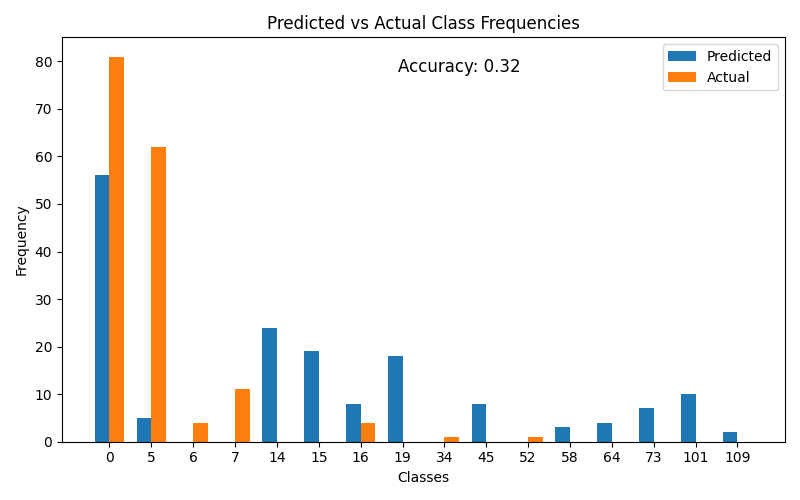 Predicted vs Actual Class Frequencies
Accuracy: 0.32
Predicted
Actual
Frequency
80
70
60
50
40
30
20
10
0
0 5 6 7 14 15 16 19 34 45 52 58 64 73 101 109
Classes